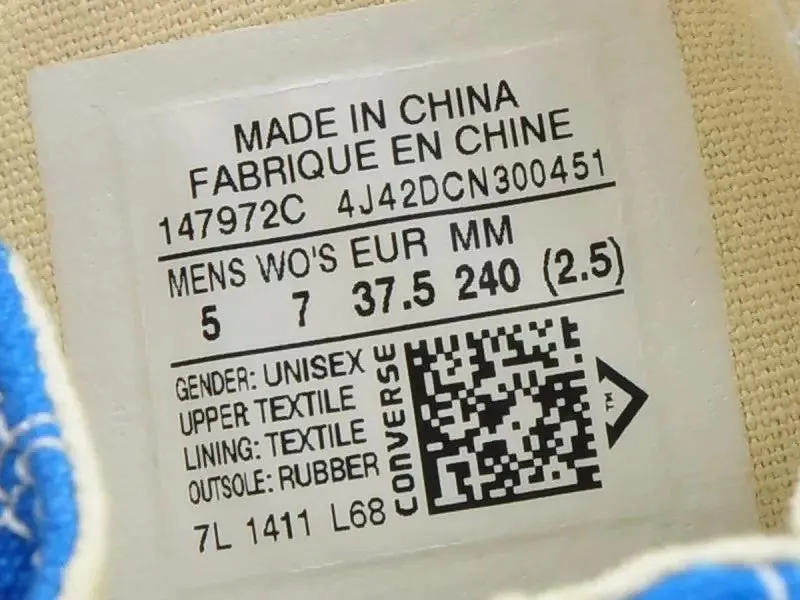 MADE IN CHINA
FABRIQUE EN CHINE
147972C 4J42DCN300451
MENS WO'S EUR MM
5 7 37.5 240 (2.5)
GENDER: UNISEX
UPPER TEXTILE
LINING: TEXTILE
OUTSOLE: RUBBER
7L 1411 L68
CONVERSE
TM